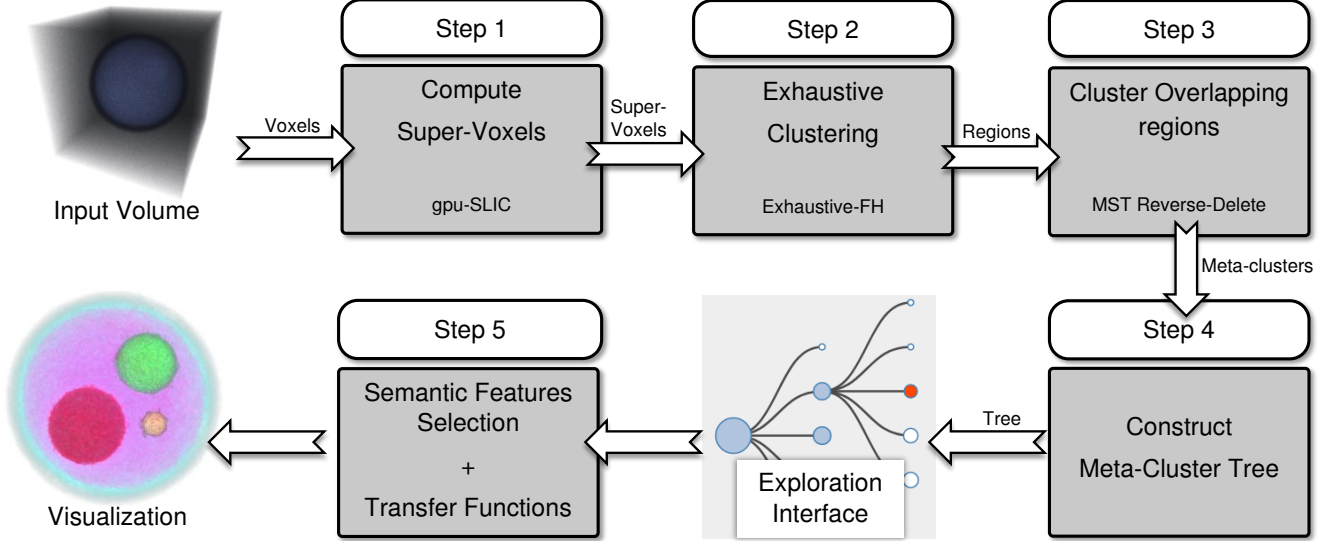 Step 1
Step 2
Step 3
Compute
Super-Voxels
gpu-SLIC
Exhaustive
Clustering
Exhaustive-FH
Cluster Overlapping
regions
MST Reverse-Delete
Voxels
Super-
Voxels
Regions
Input Volume
Meta-clusters
Step 4
Construct
Meta-Cluster Tree
Tree
Exploration
Interface
Step 5
Semantic Features
Selection
+
Transfer Functions
Visualization